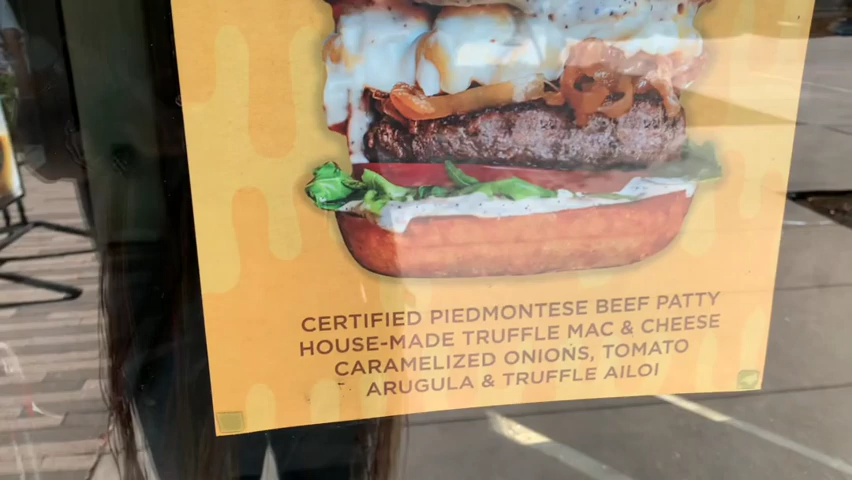 CERTIFIED PIEDMONTESE BEEF PATTY
HOUSE-MADE TRUFFLE MAC & CHEESE
CARAMELIZED ONIONS, TOMATO
ARUGULA & TRUFFLE AILOI